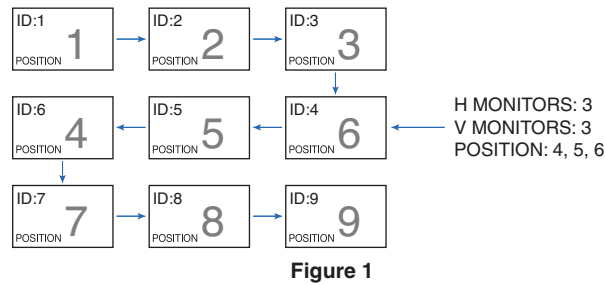 ID:1
POSITION 1
ID:2
POSITION 2
ID:3
POSITION 3
ID:6
POSITION 4
ID:5
POSITION 5
ID:4
POSITION 6
H MONITORS: 3
V MONITORS: 3
POSITION: 4, 5, 6
ID:7
POSITION 7
ID:8
POSITION 8
ID:9
POSITION 9
Figure 1